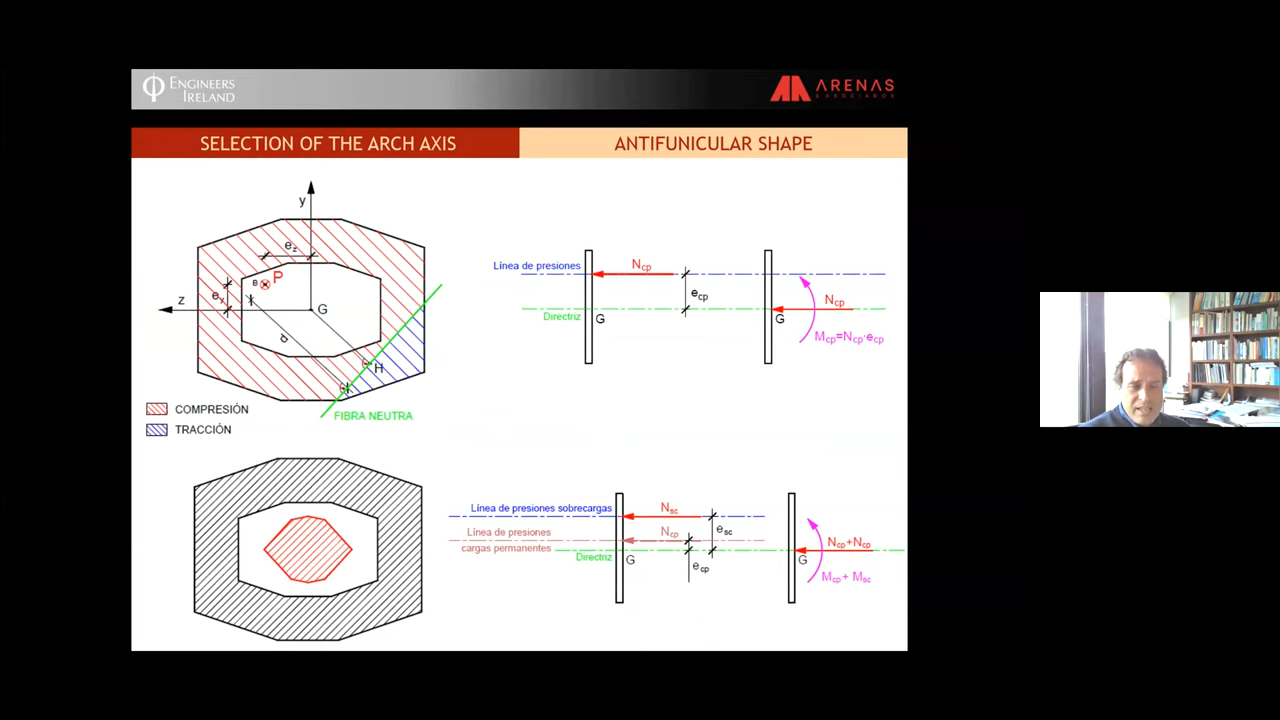 ENGINEERS
IRELAND
ARENAS
& ASOCIADOS
SELECTION OF THE ARCH AXIS
ANTIFUNICULAR SHAPE
y
e_z
B
P
e_y
z
G
d
H
FIBRA NEUTRA
COMPRESIÓN
TRACCIÓN
Línea de presiones
N_cp
e_cp
Directriz
G
N_cp
G
M_cp=N_cp·e_cp
Línea de presiones sobrecargas
N_sc
e_sc
Línea de presiones
cargas permanentes
N_cp
Directriz
G
e_cp
N_cp+N_cp
G
M_cp+ M_sc